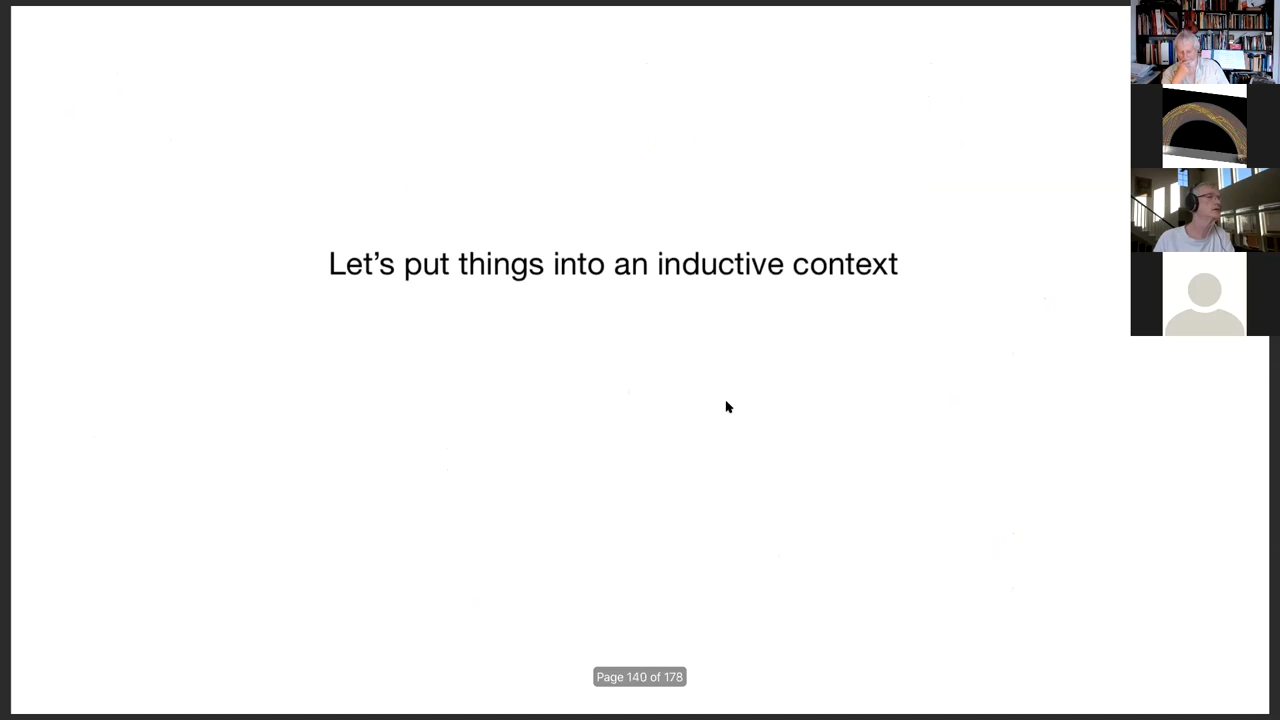 Let’s put things into an inductive context
Page 140 of 178